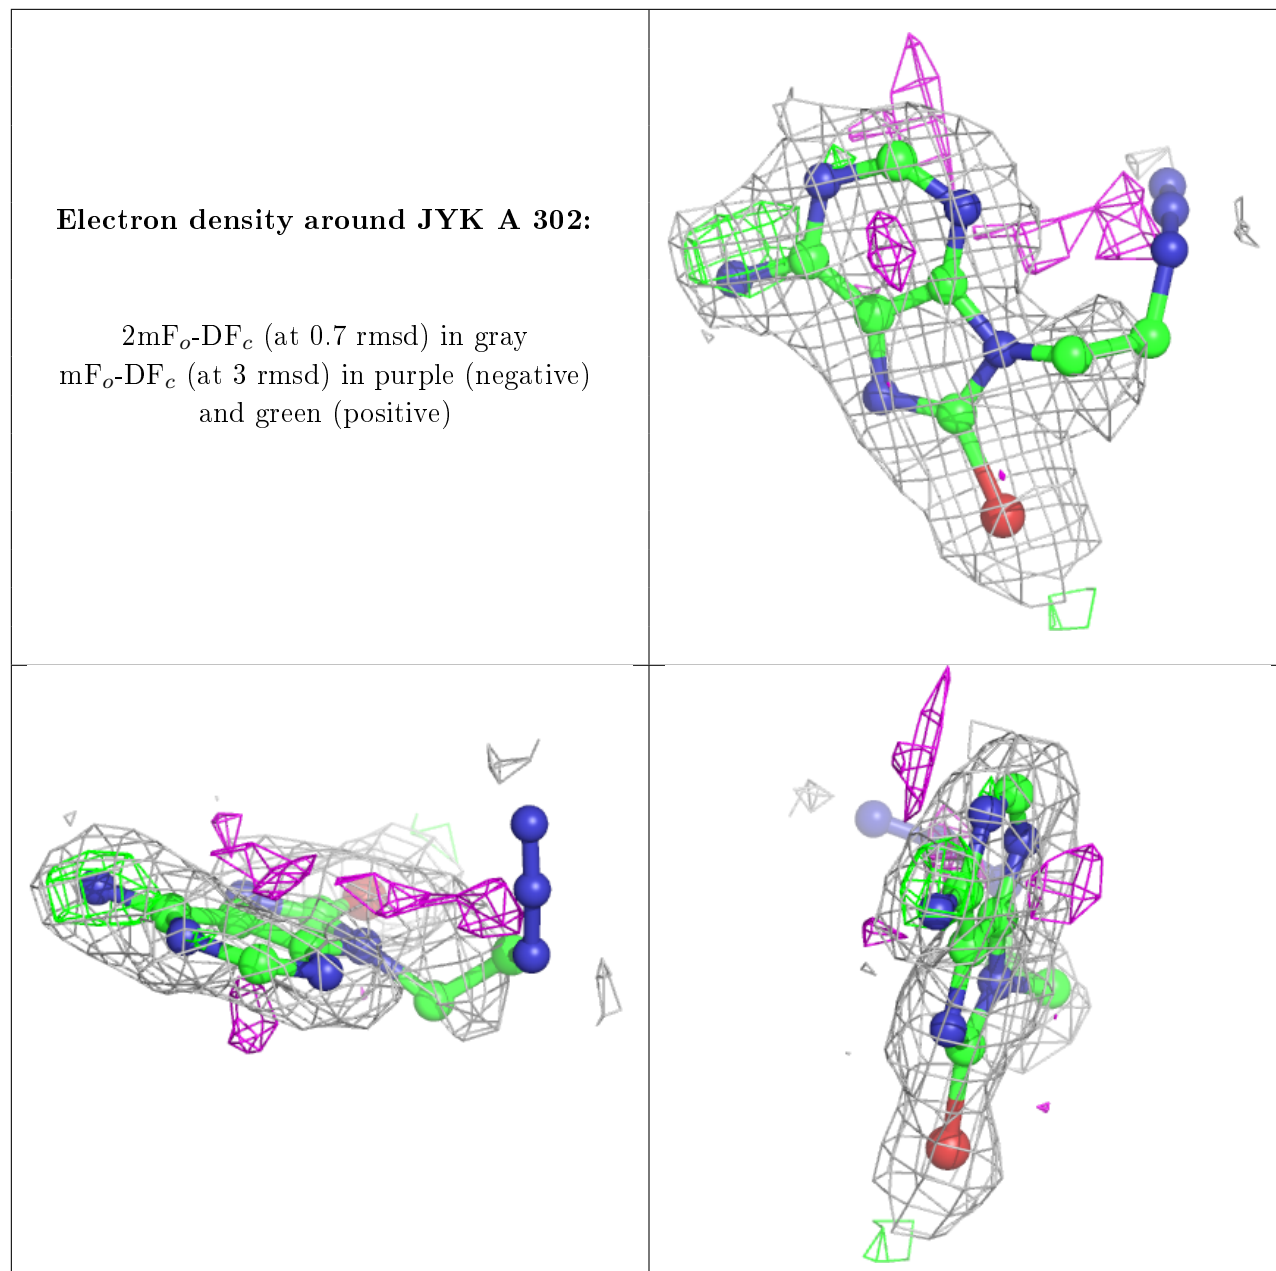 Electron density around JYK A 302:
2mFo-DFc (at 0.7 rmsd) in gray
mFo-DFc (at 3 rmsd) in purple (negative)
and green (positive)